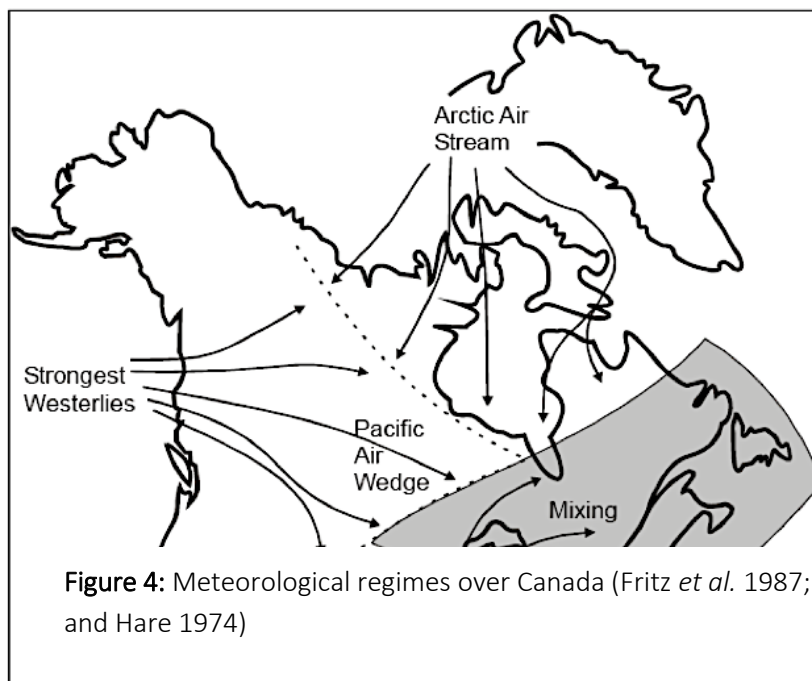 Arctic Air
Stream
Strongest
Westerlies
Pacific
Air
Wedge
Mixing
Figure 4: Meteorological regimes over Canada (Fritz et al. 1987;
and Hare 1974)